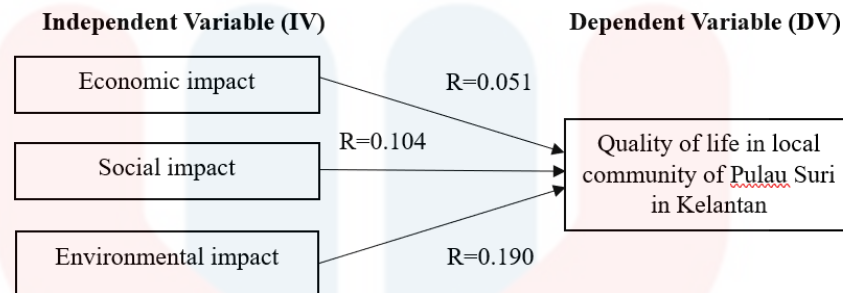 Independent Variable (IV)
Dependent Variable (DV)
Economic impact
R=0.051
R=0.104
Social impact
Quality of life in local
community of Pulau Suri
in Kelantan
Environmental impact
R=0.190